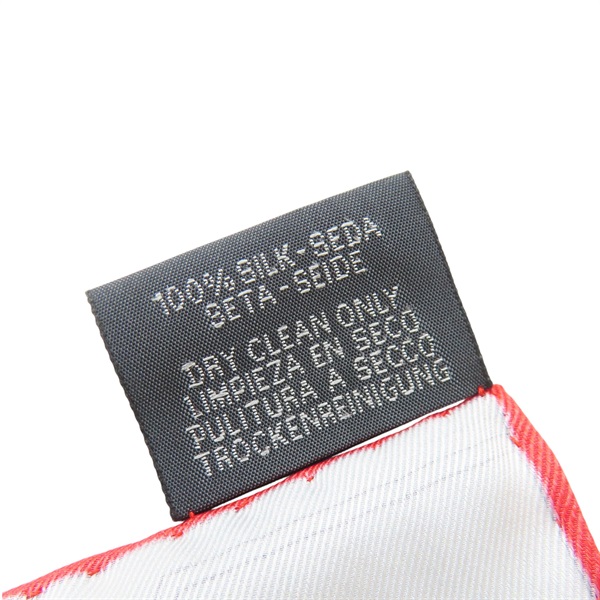 100% SILK-SEDA
SETA-SEIDE
DRY CLEAN ONLY
LIMPIEZA EN SECO
PULITURA A SECCO
TROCKENREINIGUNG